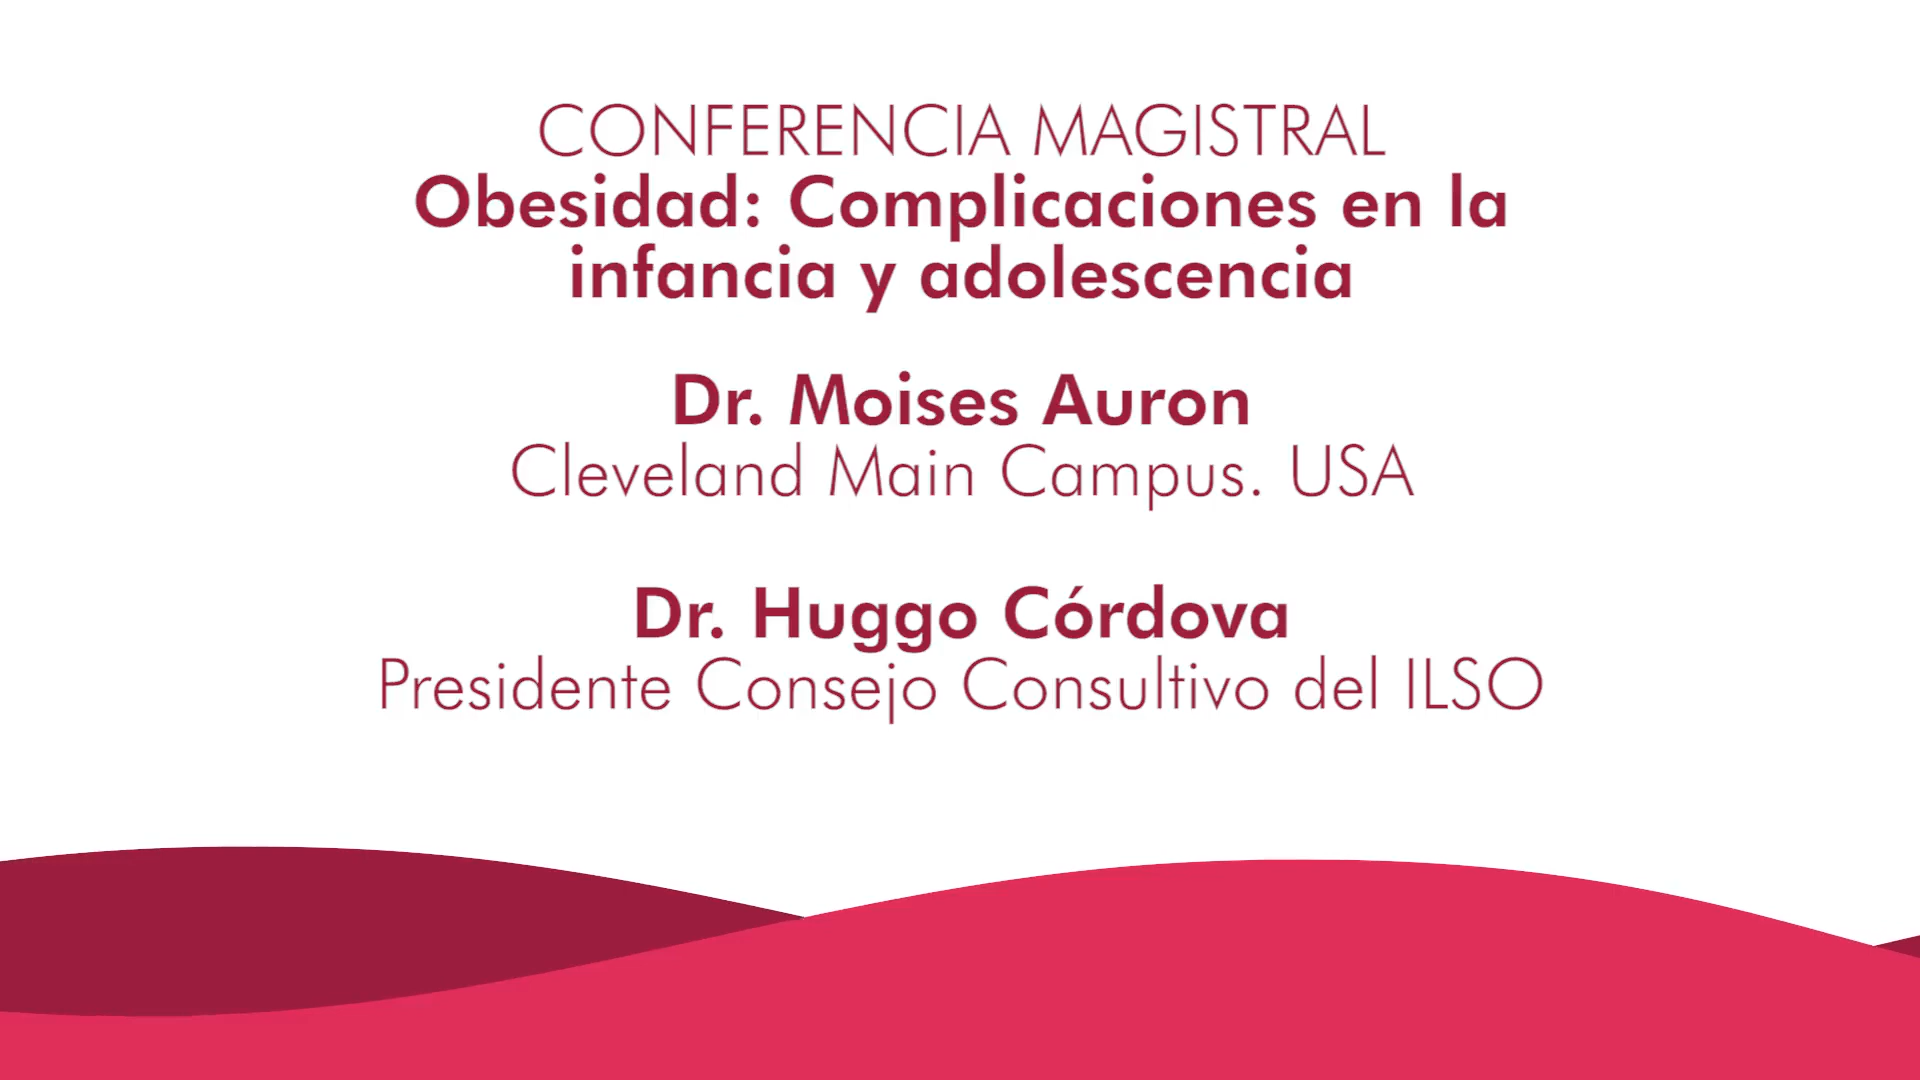 CONFERENCIA MAGISTRAL
Obesidad: Complicaciones en la
infancia y adolescencia
Dr. Moises Auron
Cleveland Main Campus. USA
Dr. Huggo Córdova
Presidente Consejo Consultivo del ILSO